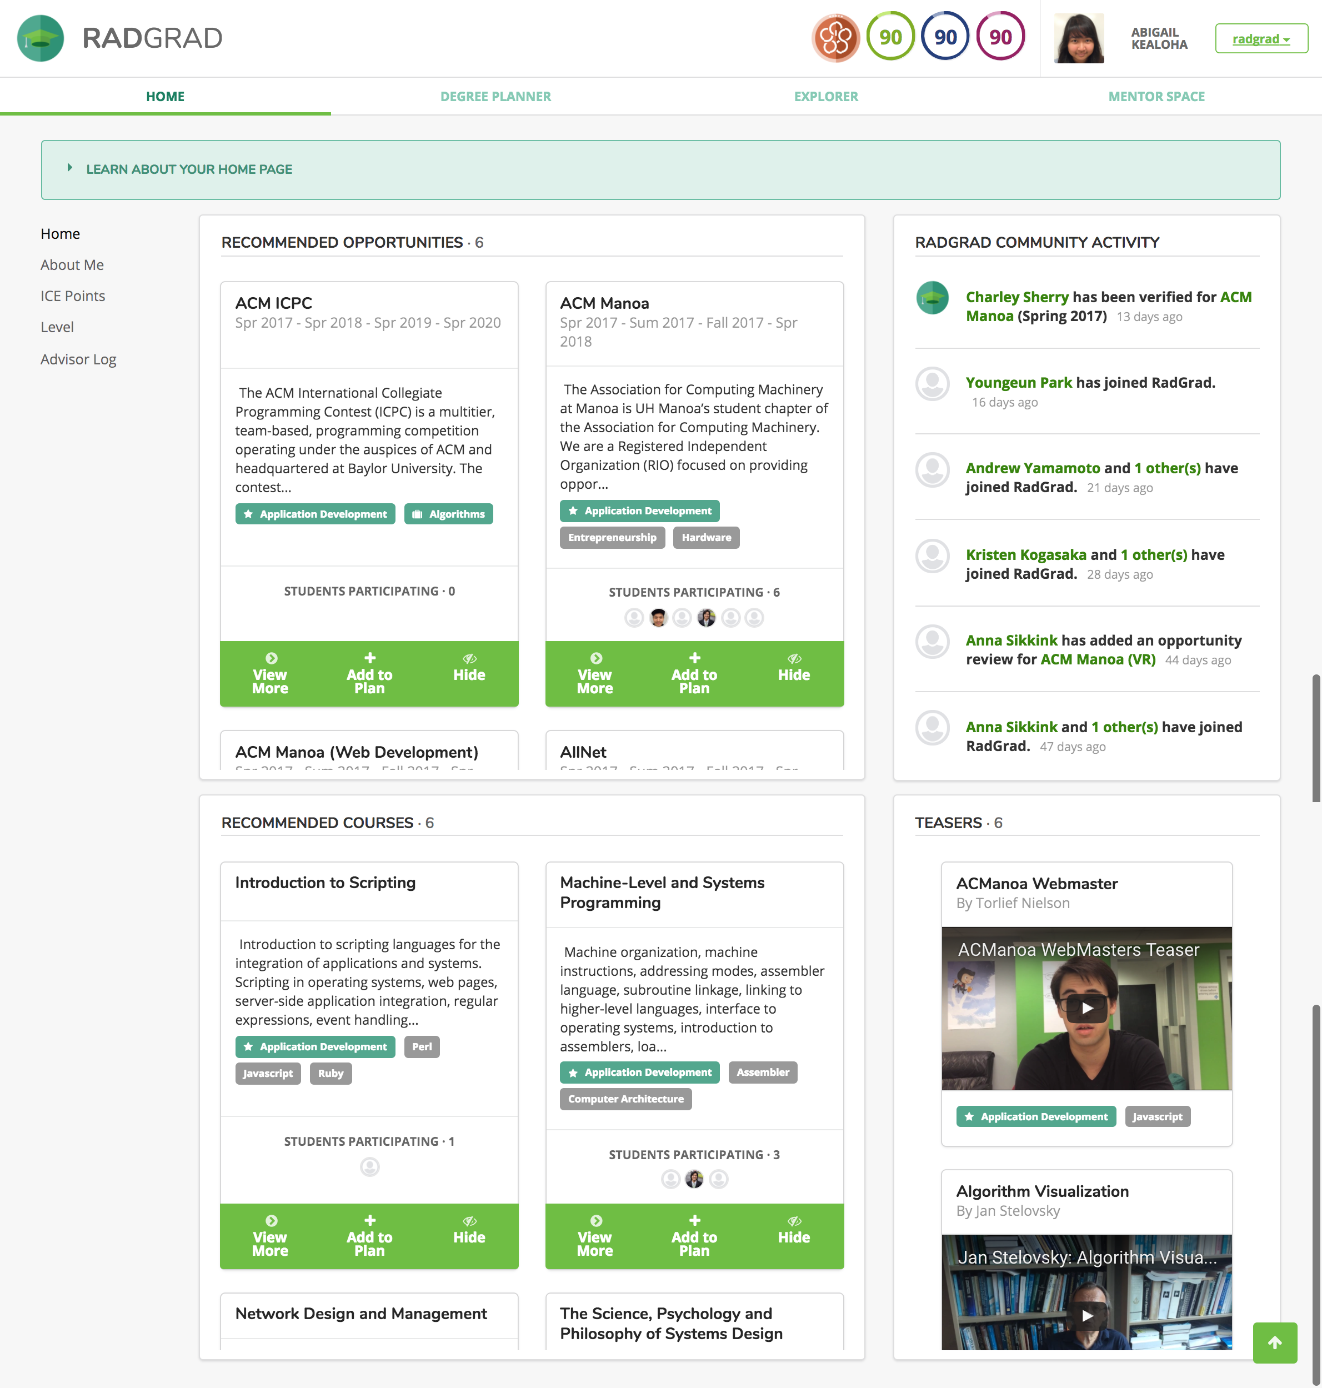 RADGRAD
90 90 90
ABIGAIL
KEALOHA
radgrad
HOME DEGREE PLANNER EXPLORER MENTOR SPACE
LEARN ABOUT YOUR HOME PAGE
Home
About Me
ICE Points
Level
Advisor Log
RECOMMENDED OPPORTUNITIES · 6
ACM ICPC
Spr 2017 - Spr 2018 - Spr 2019 - Spr 2020
The ACM International Collegiate
Programming Contest (ICPC) is a multitier,
team-based, programming competition
operating under the auspices of ACM and
headquartered at Baylor University. The
contest...
Application Development Algorithms
STUDENTS PARTICIPATING · 0
View More Add to Plan Hide
ACM Manoa
Spr 2017 - Sum 2017 - Fall 2017 - Spr
2018
The Association for Computing Machinery
at Manoa is UH Manoa’s student chapter of
the Association for Computing Machinery.
We are a Registered Independent
Organization (RIO) focused on providing
oppor...
Application Development
Entrepreneurship Hardware
STUDENTS PARTICIPATING · 6
View More Add to Plan Hide
ACM Manoa (Web Development)
Spr 2017 - Sum 2017 - Fall 2017 - Spr
AllNet
Spr 2017 - Sum 2017 - Fall 2017 - Spr
RADGRAD COMMUNITY ACTIVITY
Charley Sherry has been verified for ACM
Manoa (Spring 2017) 13 days ago
Youngeun Park has joined RadGrad.
16 days ago
Andrew Yamamoto and 1 other(s) have
joined RadGrad. 21 days ago
Kristen Kogasaka and 1 other(s) have
joined RadGrad. 28 days ago
Anna Sikkink has added an opportunity
review for ACM Manoa (VR) 44 days ago
Anna Sikkink and 1 other(s) have joined
RadGrad. 47 days ago
RECOMMENDED COURSES · 6
Introduction to Scripting
Introduction to scripting languages for the
integration of applications and systems.
Scripting in operating systems, web pages,
server-side application integration, regular
expressions, event handling...
Application Development Perl
Javascript Ruby
STUDENTS PARTICIPATING · 1
View More Add to Plan Hide
Machine-Level and Systems
Programming
Machine organization, machine
instructions, addressing modes, assembler
language, subroutine linkage, linking to
higher-level languages, interface to
operating systems, introduction to
assemblers, loa...
Application Development Assembler
Computer Architecture
STUDENTS PARTICIPATING · 3
View More Add to Plan Hide
Network Design and Management
The Science, Psychology and
Philosophy of Systems Design
TEASERS · 6
ACManoa Webmaster
By Torlief Nielson
ACManoa WebMasters Teaser
Application Development Javascript
Algorithm Visualization
By Jan Stelovsky
Jan Stelovsky: Algorithm Visua...